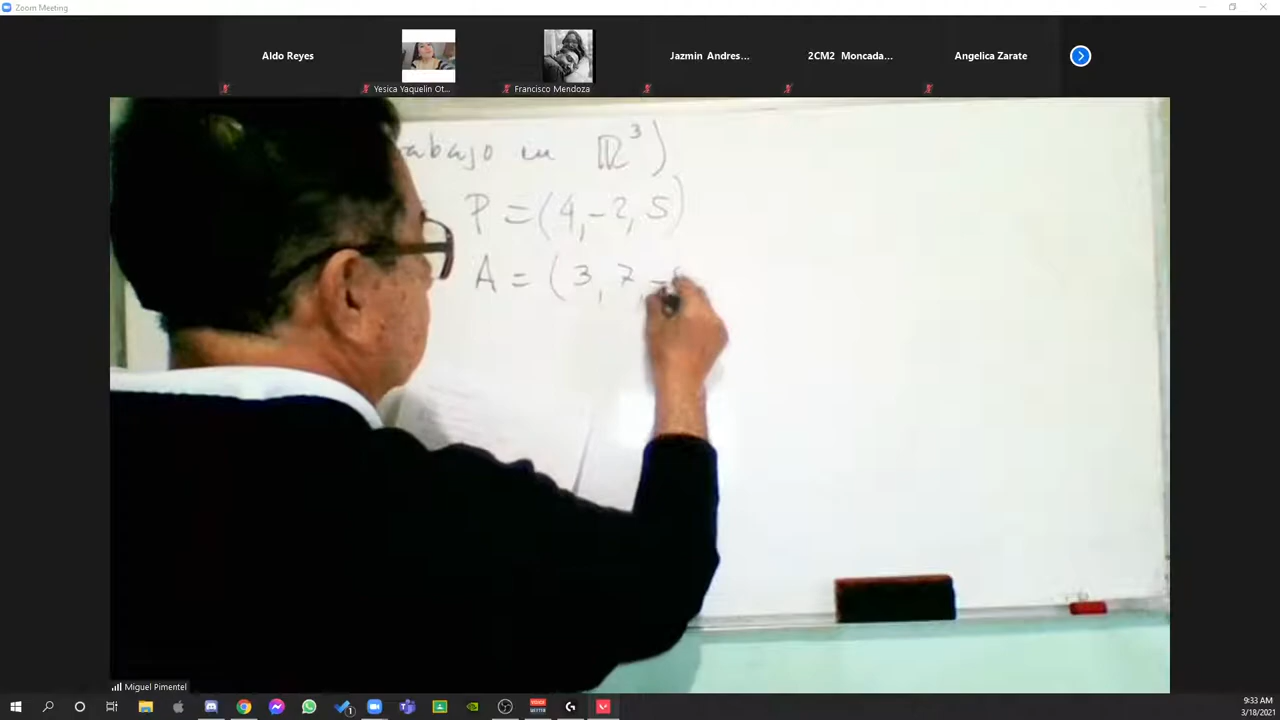 Zoom Meeting
Aldo Reyes
Yesica Yaquelin Ot...
Francisco Mendoza
Jazmin Andres...
2CM2 Moncada...
Angelica Zarate
abajo en ℝ³)
P = (4, -2, 5)
A = (3, 7, -
Miguel Pimentel
9:33 AM
3/18/2021